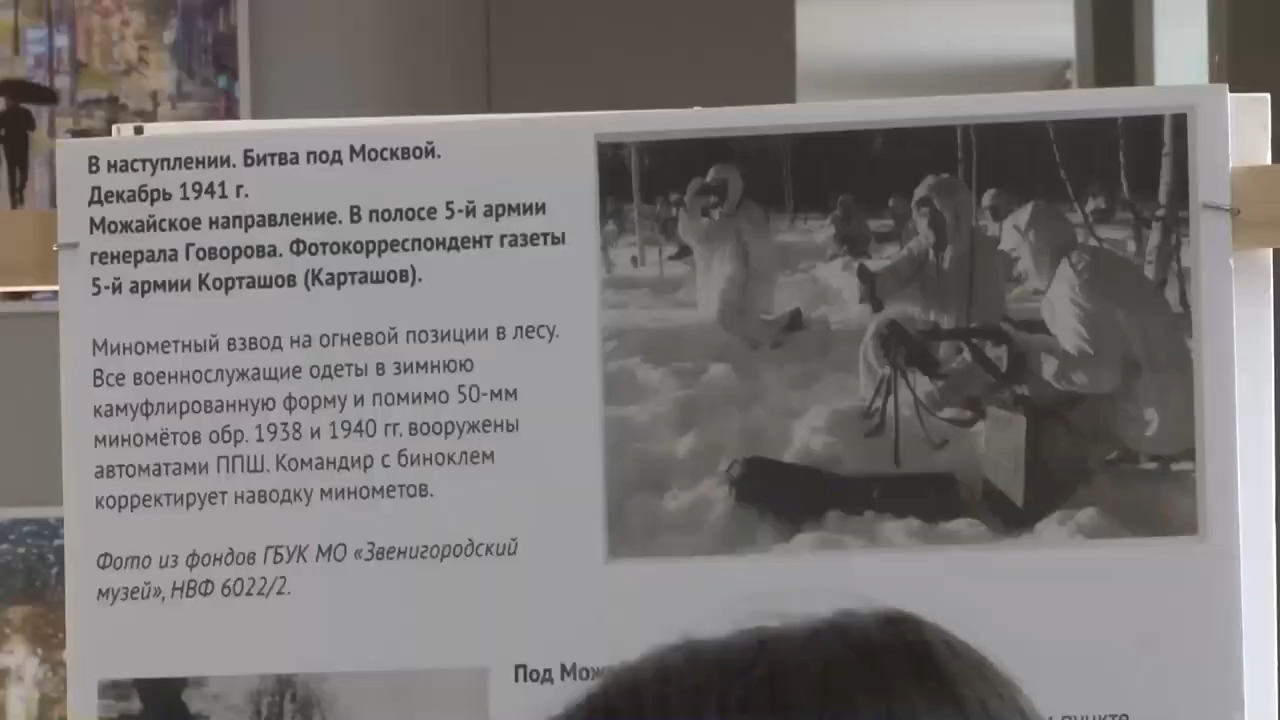 В наступлении. Битва под Москвой.
Декабрь 1941 г.
Можайское направление. В полосе 5-й армии
генерала Говорова. Фотокорреспондент газеты
5-й армии Корташов (Карташов).
Минометный взвод на огневой позиции в лесу.
Все военнослужащие одеты в зимнюю
камуфлированную форму и помимо 50-мм
миномётов обр. 1938 и 1940 гг. вооружены
автоматами ППШ. Командир с биноклем
корректирует наводку минометов.
Фото из фондов ГБУК МО «Звенигородский
музей», НВФ 6022/2.
Под